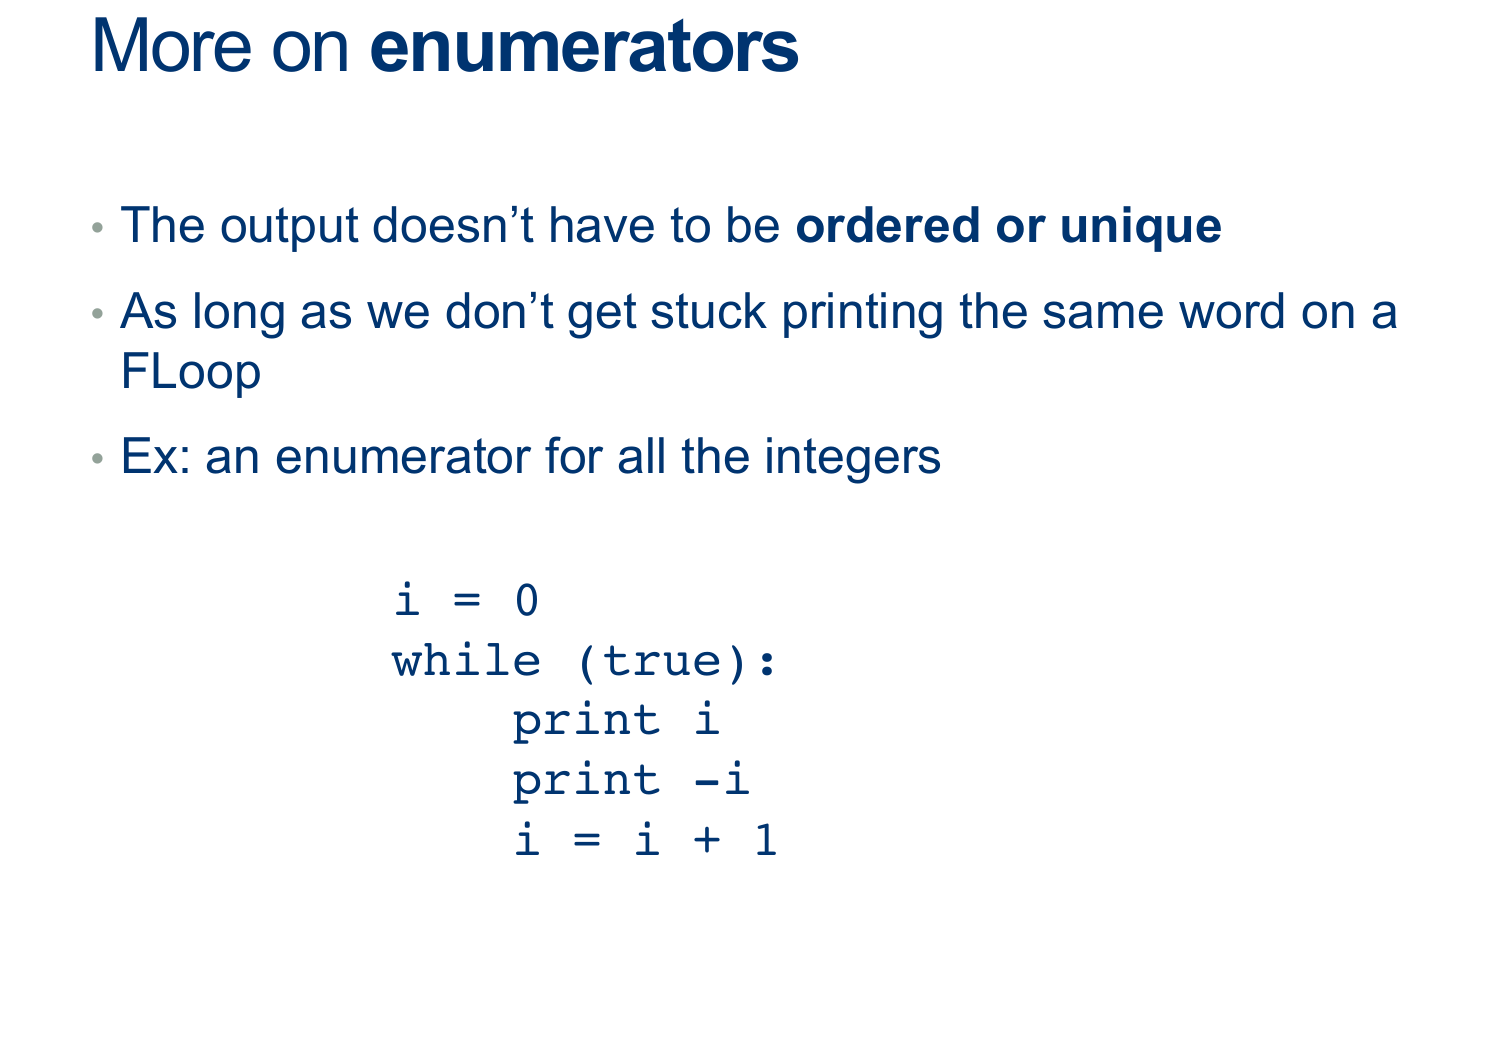 More on enumerators
• The output doesn’t have to be ordered or unique
• As long as we don’t get stuck printing the same word on a
FLoop
• Ex: an enumerator for all the integers
i = 0
while (true):
print i
print -i
i = i + 1